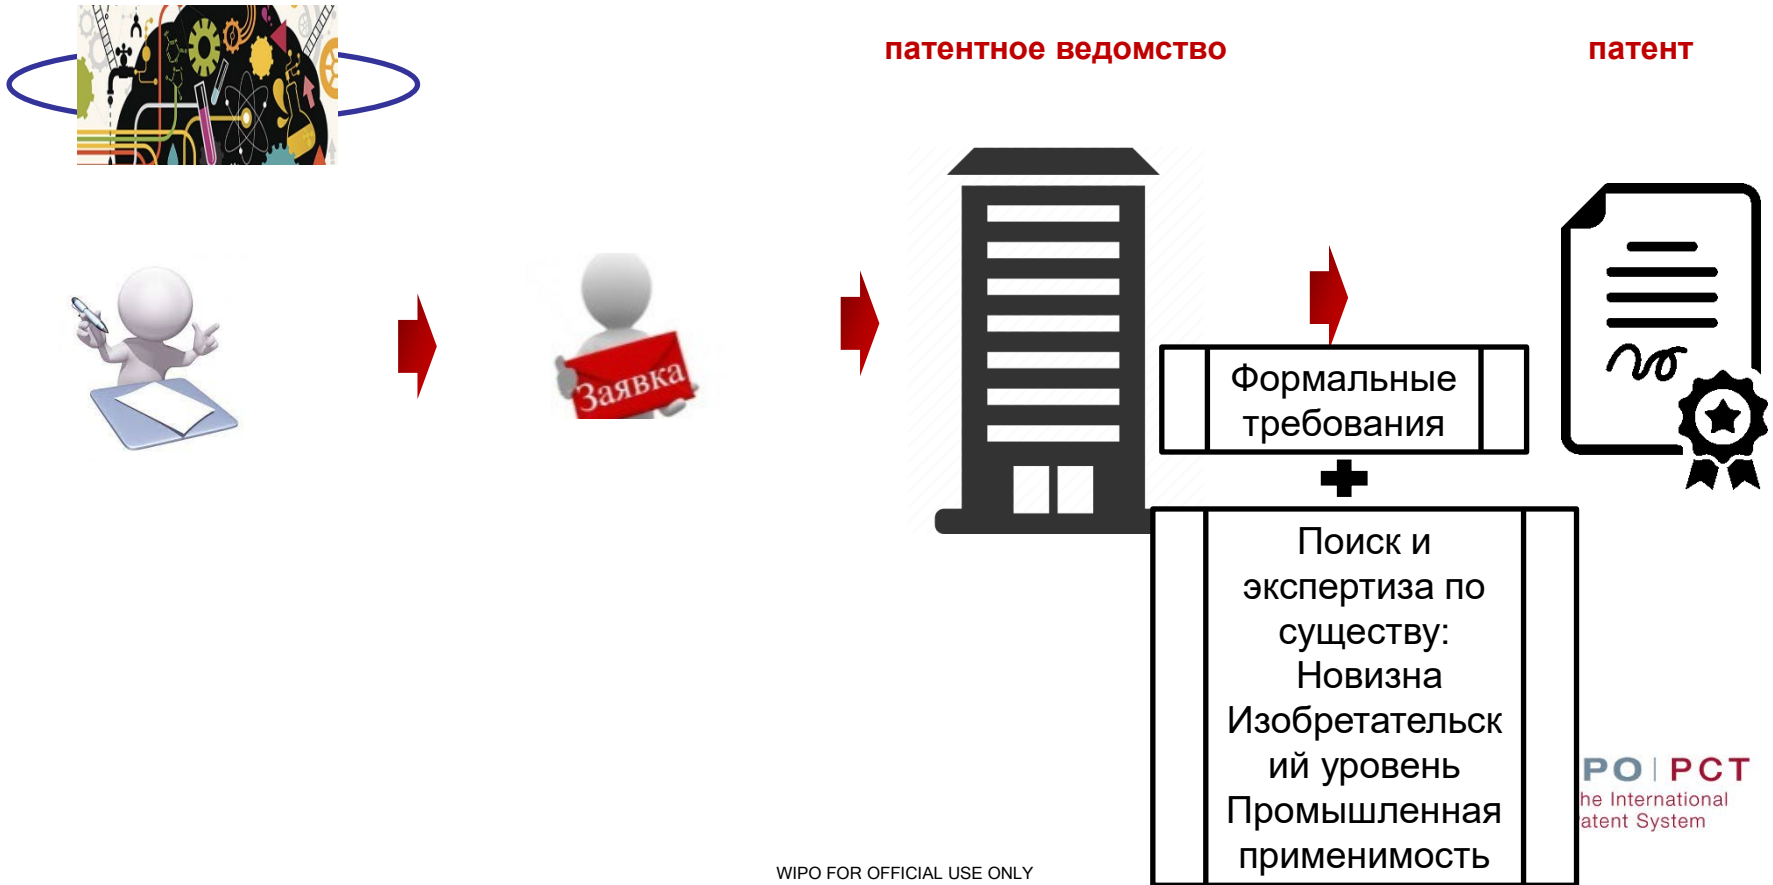 патентное ведомство
патент
Заявка
Формальные
требования
Поиск и
экспертиза по
существу:
Новизна
Изобретательск
ий уровень
Промышленная
применимость
PO | PCT
he International
atent System
WIPO FOR OFFICIAL USE ONLY